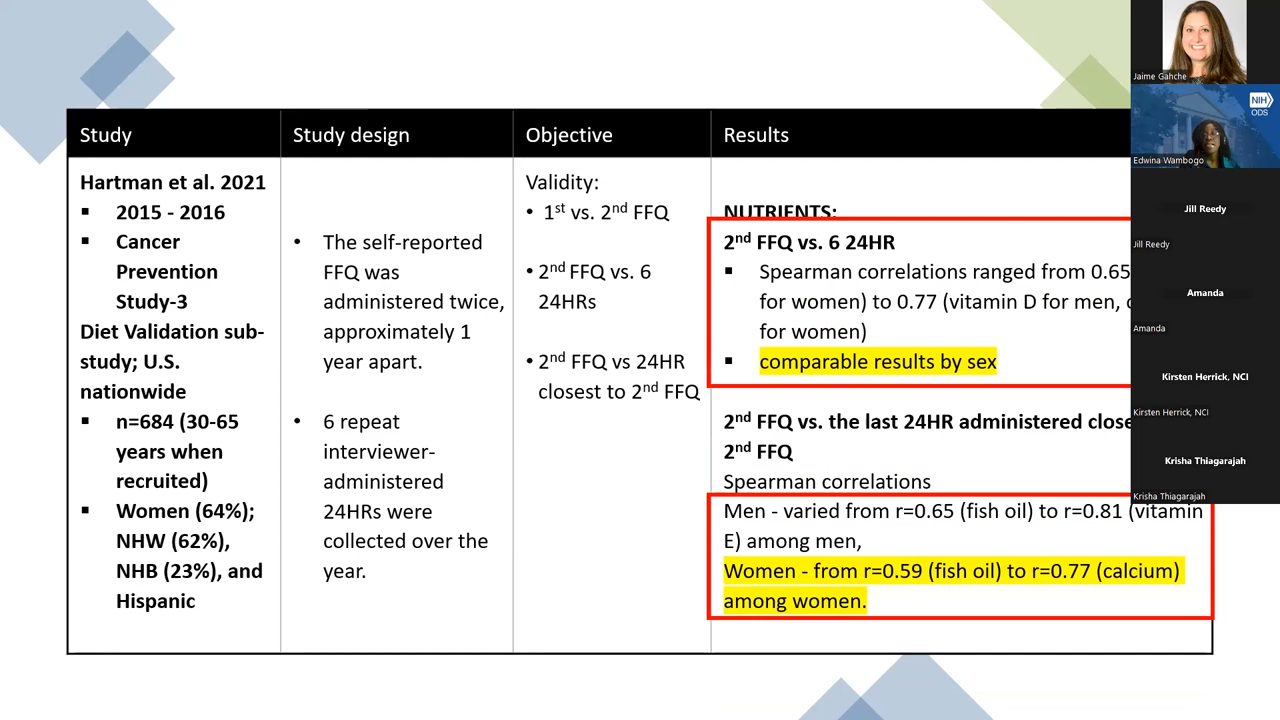 Study
Study design
Objective
Results
Hartman et al. 2021
▪ 2015 - 2016
▪ Cancer
Prevention
Study-3
Diet Validation sub-
study; U.S.
nationwide
▪ n=684 (30-65
years when
recruited)
▪ Women (64%);
NHW (62%),
NHB (23%), and
Hispanic
• The self-reported
FFQ was
administered twice,
approximately 1
year apart.
• 6 repeat
interviewer-
administered
24HRs were
collected over the
year.
Validity:
• 1st vs. 2nd FFQ
• 2nd FFQ vs. 6
24HRs
• 2nd FFQ vs 24HR
closest to 2nd FFQ
NUTRIENTS:
2nd FFQ vs. 6 24HR
▪ Spearman correlations ranged from 0.65
for women) to 0.77 (vitamin D for men,
for women)
▪ comparable results by sex
2nd FFQ vs. the last 24HR administered
2nd FFQ
Spearman correlations
Men - varied from r=0.65 (fish oil) to r=0.81 (vitamin
E) among men,
Women - from r=0.59 (fish oil) to r=0.77 (calcium)
among women.
Jaime Gahche
NIH
ODS
Edwina Wambogo
Jill Reedy
Jill Reedy
Amanda
Amanda
Kirsten Herrick, NCI
Kirsten Herrick, NCI
Krisha Thiagarajah
Krisha Thiagarajah